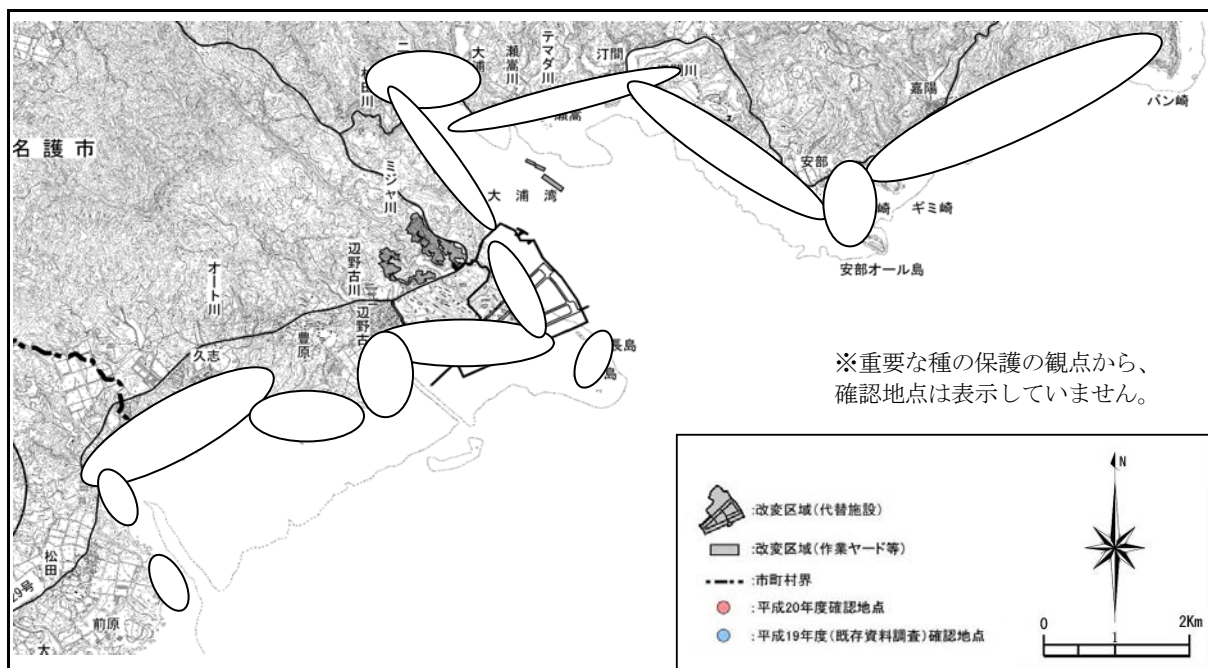 テマダ川
汀間
大浦
瀬嵩川
嘉陽
バン崎
名護市
瀬嵩
安部
ミジャ川
大浦湾
崎
ギミ崎
安部オール島
辺野古川
オート川
辺野古
豊原
久志
長島
島
※重要な種の保護の観点から、
確認地点は表示していません。
N
:改変区域(代替施設)
:改変区域(作業ヤード等)
:市町村界
:平成20年度確認地点
:平成19年度(既存資料調査)確認地点
0
1
2Km
松田
29号
前原
大